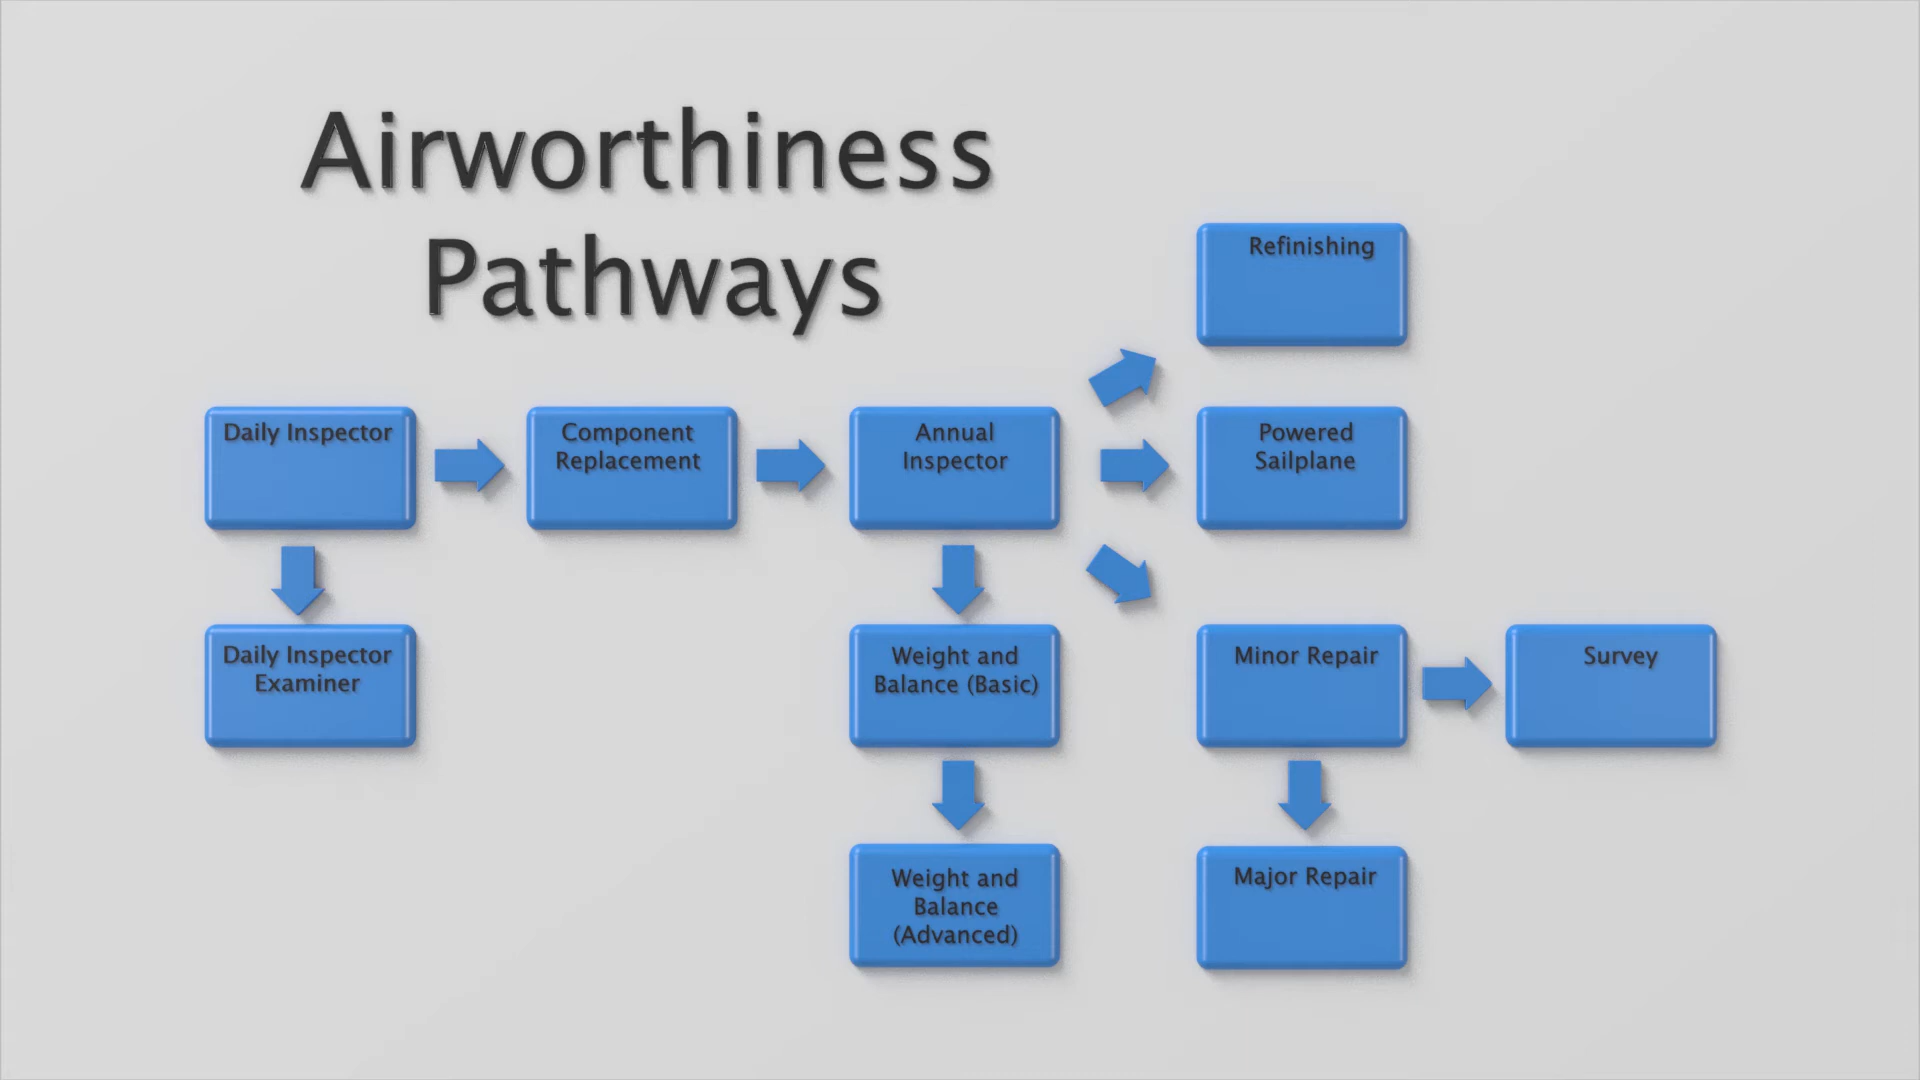 Airworthiness
Pathways
Refinishing
Daily Inspector
Component
Replacement
Annual
Inspector
Powered
Sailplane
Daily Inspector
Examiner
Weight and
Balance (Basic)
Minor Repair
Survey
Weight and
Balance
(Advanced)
Major Repair